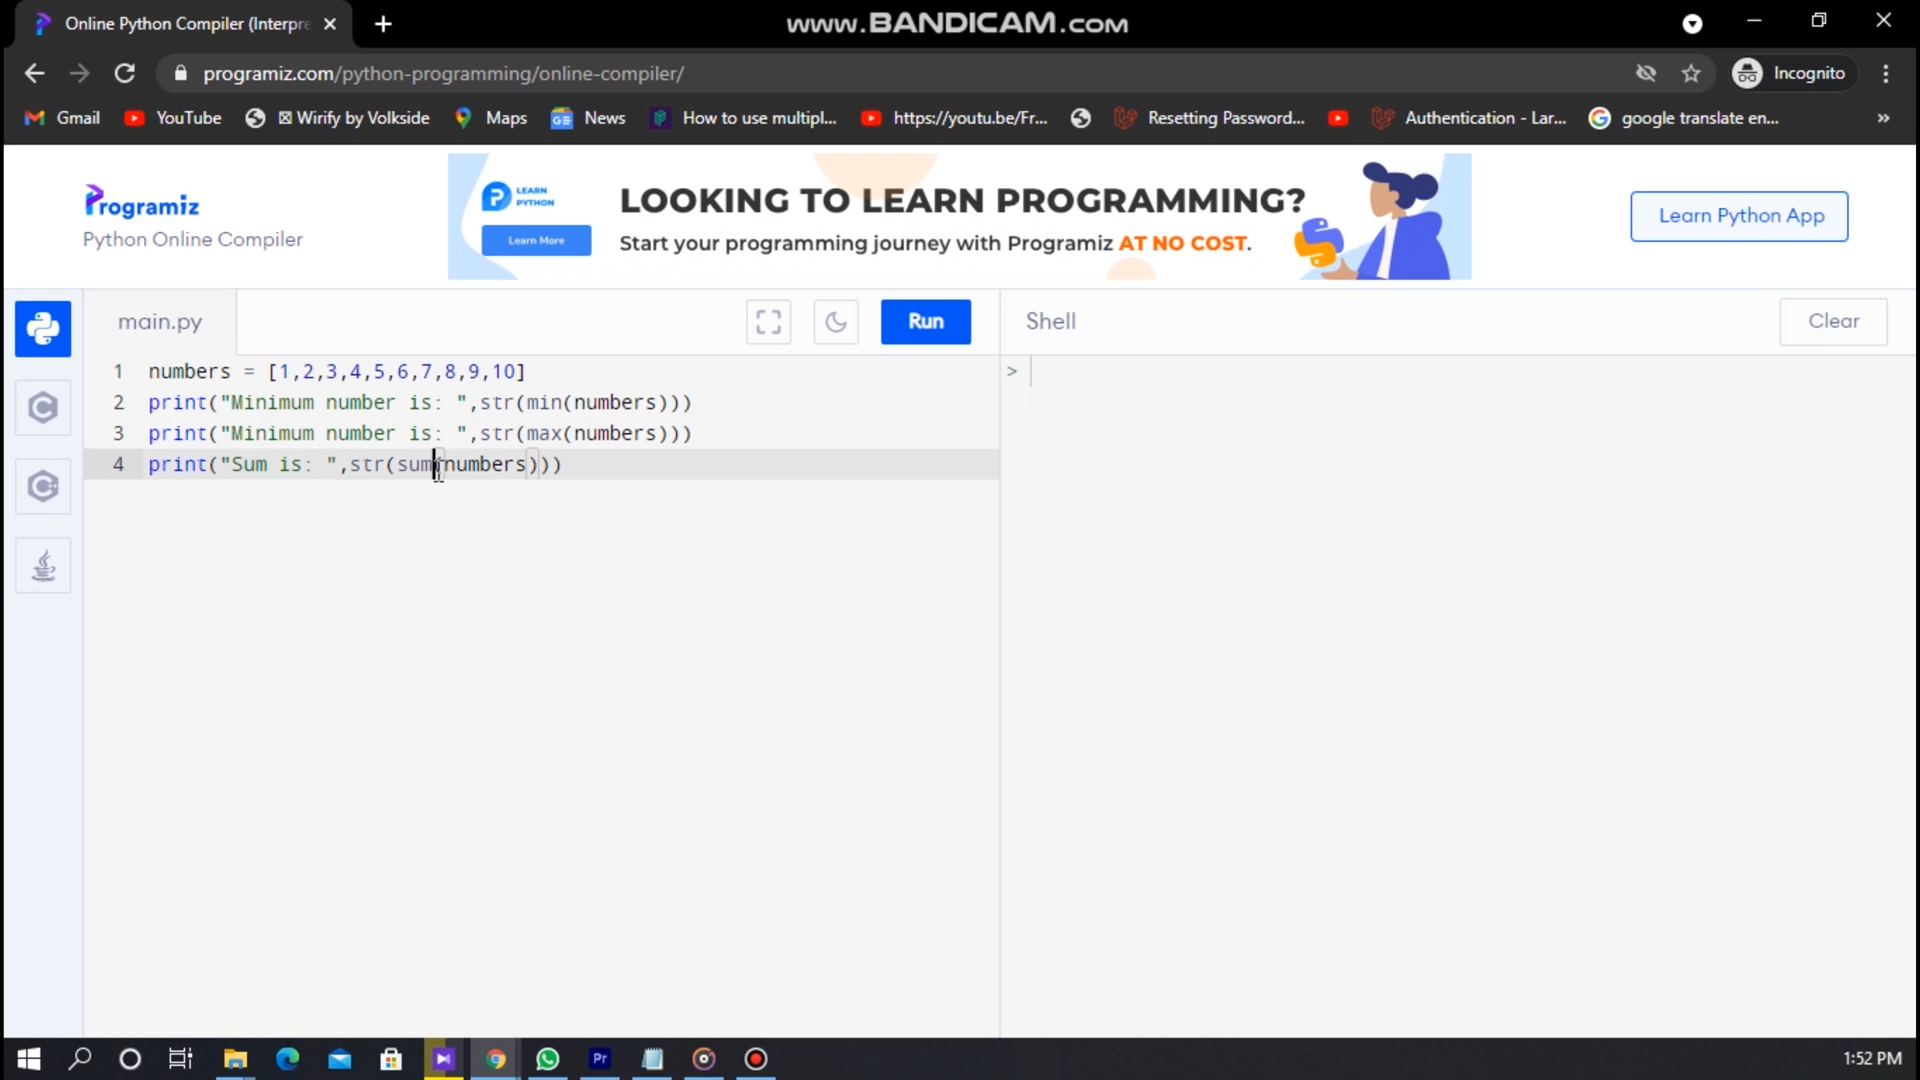 Online Python Compiler (Interpre
www.BANDICAM.com
programiz.com/python-programming/online-compiler/
Incognito
Gmail
YouTube
Wirify by Volkside
Maps
News
How to use multipl...
https://youtu.be/Fr...
Resetting Password...
Authentication - Lar...
google translate en...
»
Programiz
Python Online Compiler
LEARN
PYTHON
Learn More
LOOKING TO LEARN PROGRAMMING?
Start your programming journey with Programiz AT NO COST.
Learn Python App
main.py
Run
Shell
Clear
1 numbers = [1,2,3,4,5,6,7,8,9,10]
2 print("Minimum number is: ",str(min(numbers)))
3 print("Minimum number is: ",str(max(numbers)))
4 print("Sum is: ",str(sum(numbers)))
>
Pr
1:52 PM